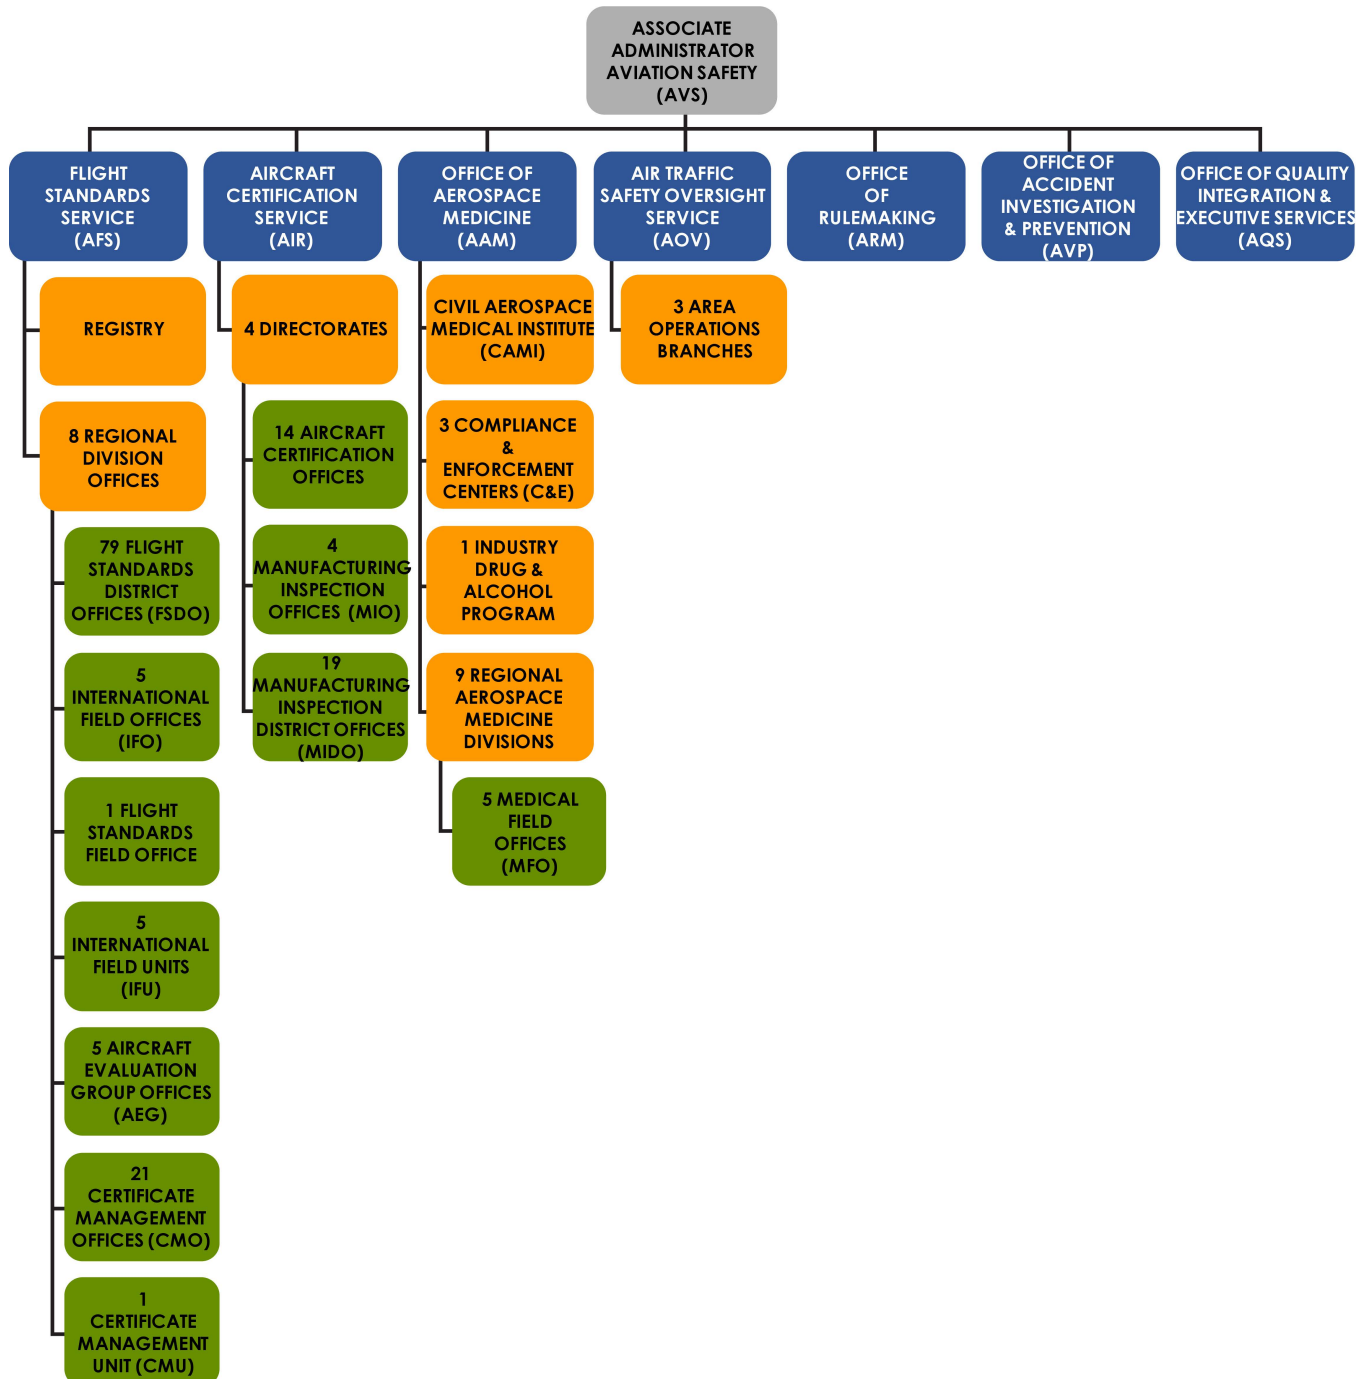 ASSOCIATE
ADMINISTRATOR
AVIATION SAFETY
(AVS)
FLIGHT
STANDARDS
SERVICE
(AFS)
AIRCRAFT
CERTIFICATION
SERVICE
(AIR)
OFFICE OF
AEROSPACE
MEDICINE
(AAM)
AIR TRAFFIC
SAFETY OVERSIGHT
SERVICE
(AOV)
OFFICE
OF
RULEMAKING
(ARM)
OFFICE OF
ACCIDENT
INVESTIGATION
& PREVENTION
(AVP)
OFFICE OF QUALITY
INTEGRATION &
EXECUTIVE SERVICES
(AQS)
REGISTRY
8 REGIONAL
DIVISION
OFFICES
79 FLIGHT
STANDARDS
DISTRICT
OFFICES (FSDO)
5
INTERNATIONAL
FIELD OFFICES
(IFO)
1 FLIGHT
STANDARDS
FIELD OFFICE
5
INTERNATIONAL
FIELD UNITS
(IFU)
5 AIRCRAFT
EVALUATION
GROUP OFFICES
(AEG)
21
CERTIFICATE
MANAGEMENT
OFFICES (CMO)
1
CERTIFICATE
MANAGEMENT
UNIT (CMU)
4 DIRECTORATES
14 AIRCRAFT
CERTIFICATION
OFFICES
4
MANUFACTURING
INSPECTION
OFFICES (MIO)
19
MANUFACTURING
INSPECTION
DISTRICT OFFICES
(MIDO)
CIVIL AEROSPACE
MEDICAL INSTITUTE
(CAMI)
3 COMPLIANCE
&
ENFORCEMENT
CENTERS (C&E)
1 INDUSTRY
DRUG &
ALCOHOL
PROGRAM
9 REGIONAL
AEROSPACE
MEDICINE
DIVISIONS
5 MEDICAL
FIELD
OFFICES
(MFO)
3 AREA
OPERATIONS
BRANCHES